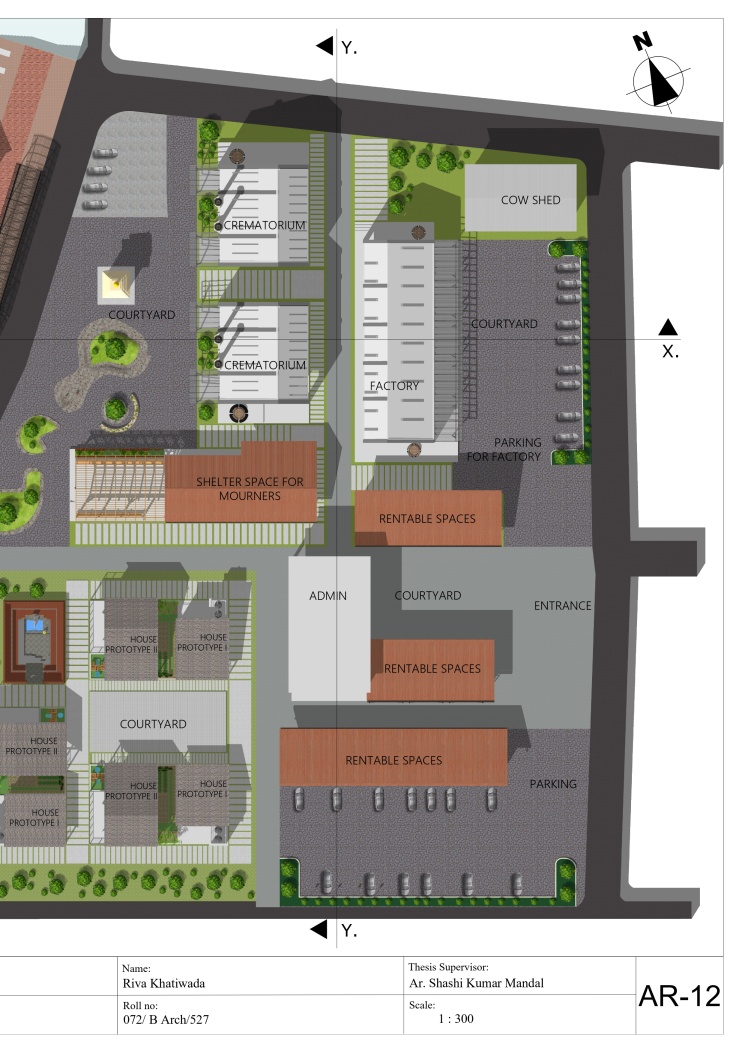 Y.
N
COW SHED
CREMATORIUM
COURTYARD
COURTYARD
X.
CREMATORIUM
FACTORY
PARKING
FOR FACTORY
SHELTER SPACE FOR
MOURNERS
RENTABLE SPACES
ADMIN
COURTYARD
ENTRANCE
HOUSE
PROTOTYPE II
HOUSE
PROTOTYPE I
RENTABLE SPACES
COURTYARD
HOUSE
PROTOTYPE II
RENTABLE SPACES
HOUSE
PROTOTYPE II
HOUSE
PROTOTYPE I
PARKING
HOUSE
PROTOTYPE I
Y.
Name:
Riva Khatiwada
Thesis Supervisor:
Ar. Shashi Kumar Mandal
Roll no:
072/ B Arch/527
Scale:
1 : 300
AR-12